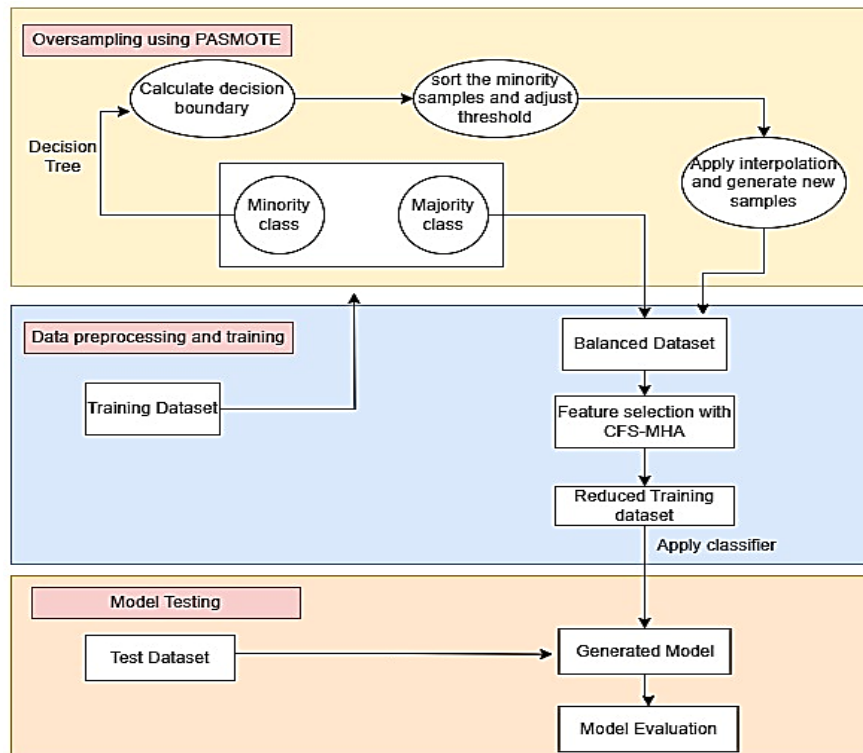 Oversampling using PASMOTE
Calculate decision
boundary
sort the minority
samples and adjust
threshold
Decision
Tree
Apply interpolation
and generate new
samples
Minority
class
Majority
class
Data preprocessing and training
Balanced Dataset
Training Dataset
Feature selection with
CFS-MHA
Reduced Training
dataset
Apply classifier
Model Testing
Test Dataset
Generated Model
Model Evaluation